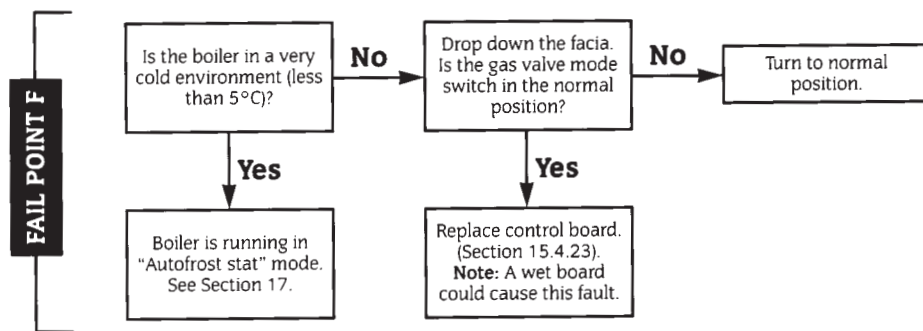 FAIL POINT F
Is the boiler in a very
cold environment (less
than 5°C)?
No
Drop down the facia.
Is the gas valve mode
switch in the normal
position?
No
Turn to normal
position.
Yes
Yes
Boiler is running in
“Autofrost stat” mode.
See Section 17.
Replace control board.
(Section 15.4.23).
Note: A wet board
could cause this fault.